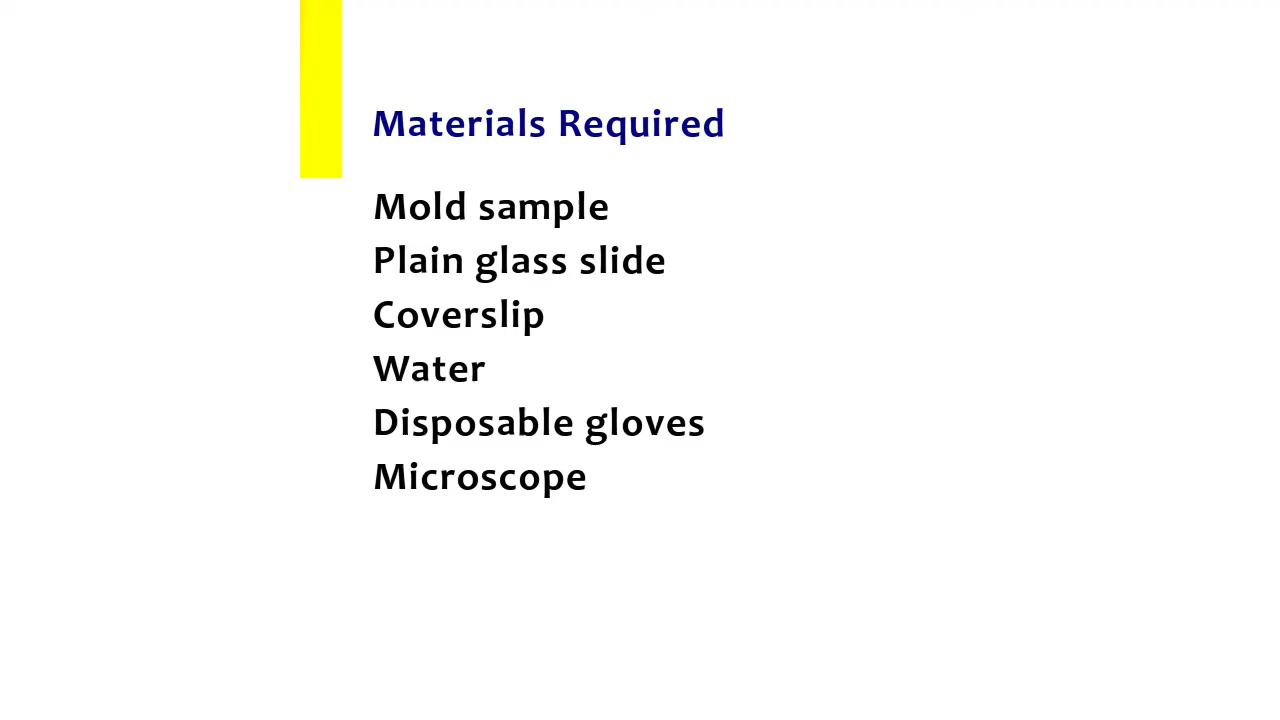 Materials Required
Mold sample
Plain glass slide
Coverslip
Water
Disposable gloves
Microscope